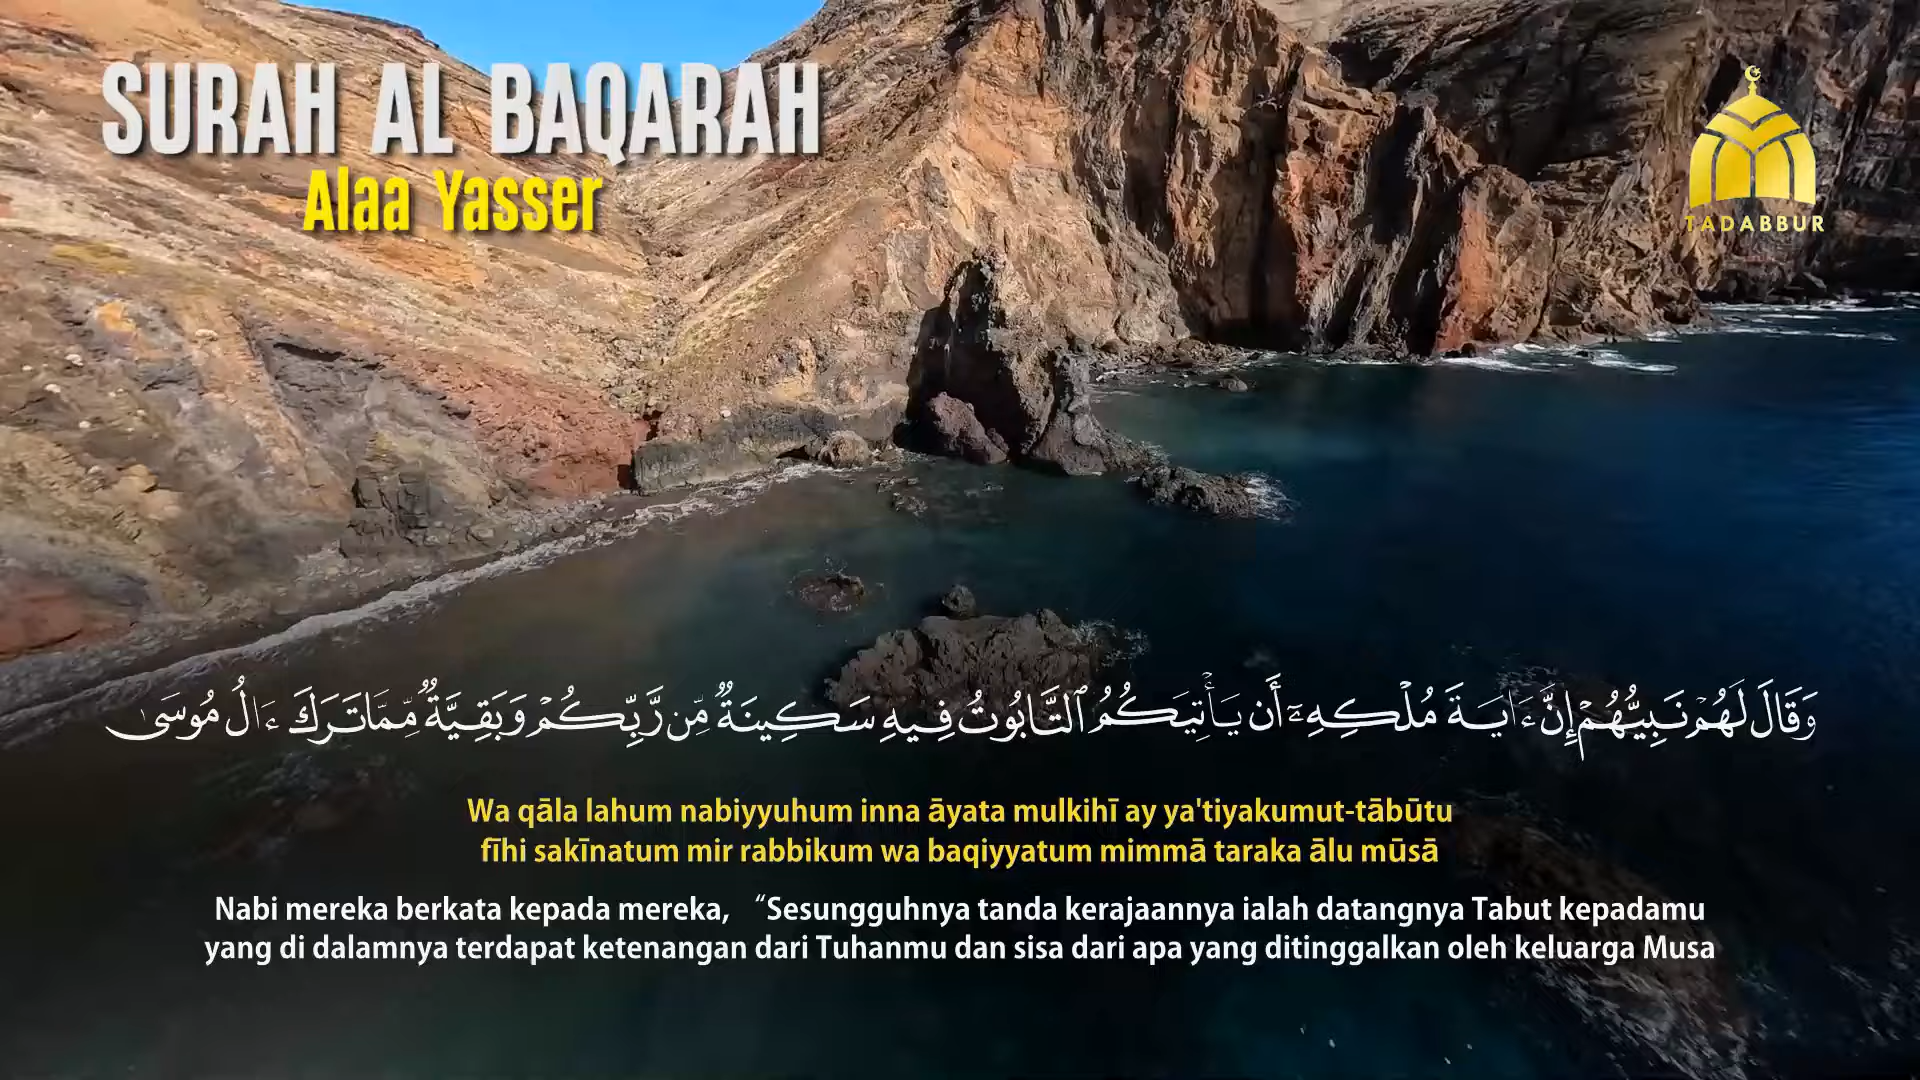 SURAH AL BAQARAH
Alaa Yasser
TADABBUR
وَقَالَ لَهُمْ نَبِيُّهُمْ إِنَّ ءَايَةَ مُلْكِهِۦٓ أَن يَأْتِيَكُمُ ٱلتَّابُوتُ فِيهِ سَكِينَةٌ مِّن رَّبِّكُمْ وَبَقِيَّةٌ مِّمَّا تَرَكَ ءَالُ مُوسَىٰ
Wa qāla lahum nabiyyuhum inna āyata mulkihī ay ya'tiyakumut-tābūtu
fīhi sakīnatum mir rabbikum wa baqiyyatum mimmā taraka ālu mūsā
Nabi mereka berkata kepada mereka, “Sesungguhnya tanda kerajaannya ialah datangnya Tabut kepadamu
yang di dalamnya terdapat ketenangan dari Tuhanmu dan sisa dari apa yang ditinggalkan oleh keluarga Musa